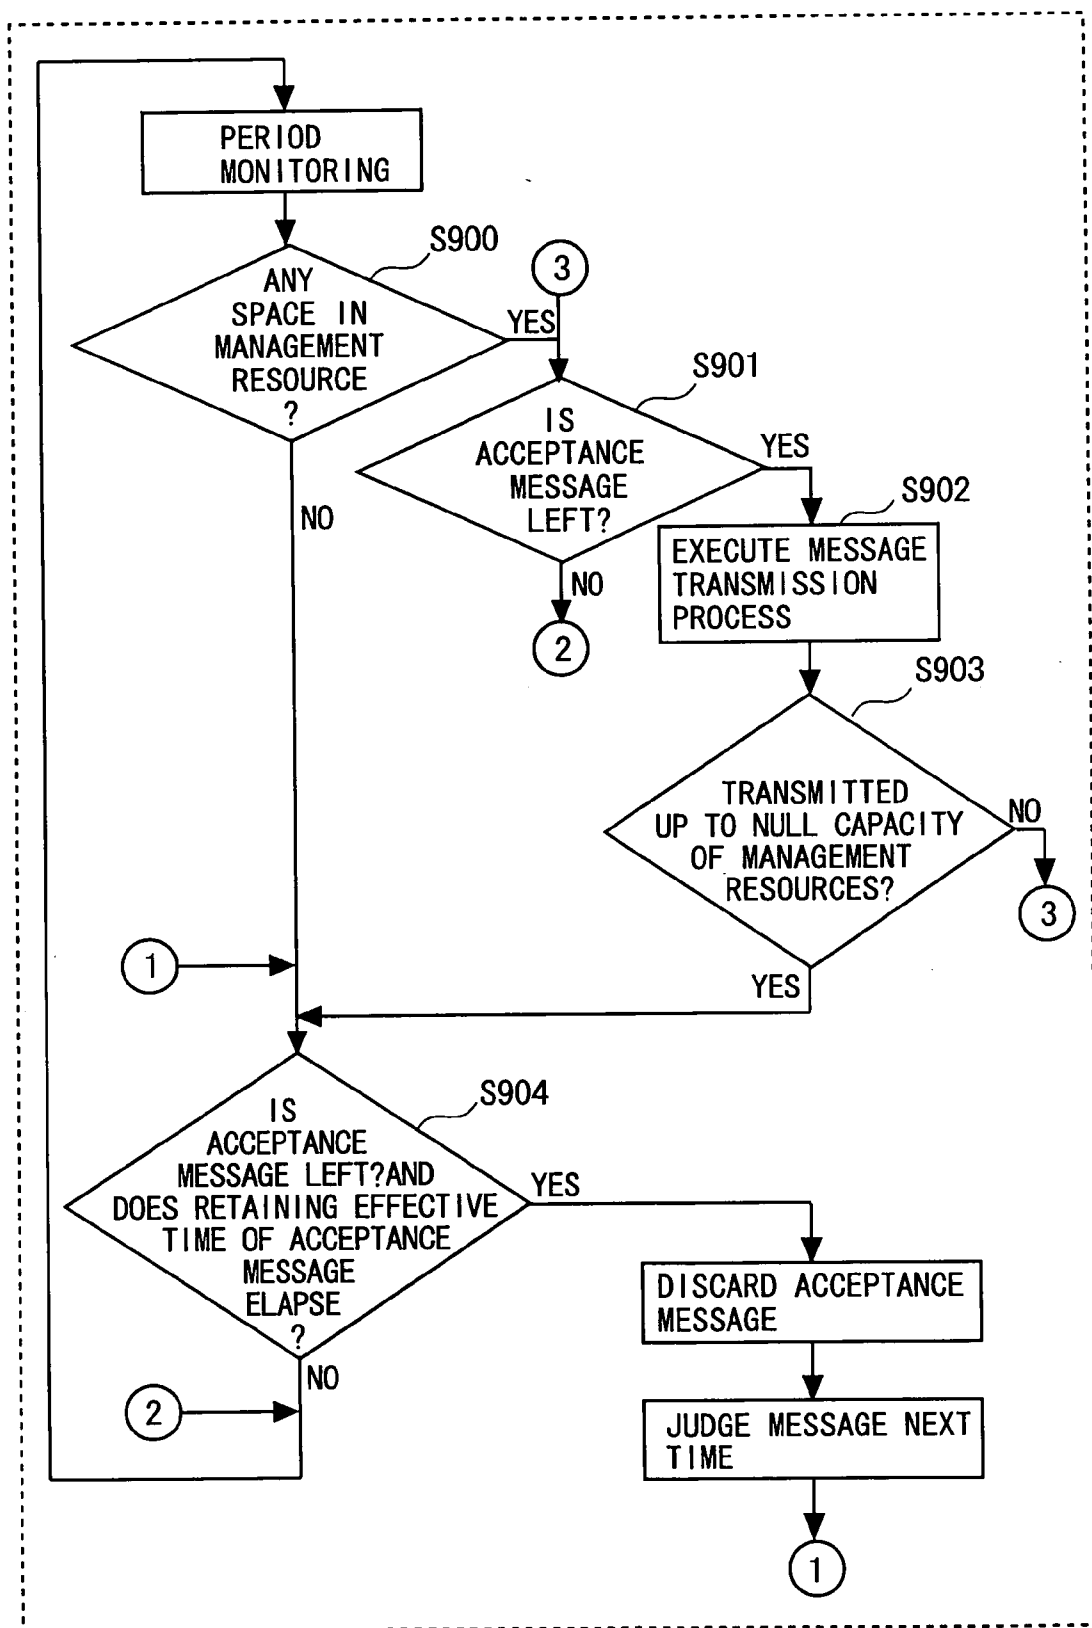 PERIOD
MONITORING
S900
ANY
SPACE IN
MANAGEMENT
RESOURCE
?
YES
NO
3
S901
IS
ACCEPTANCE
MESSAGE
LEFT?
YES
NO
2
S902
EXECUTE MESSAGE
TRANSMISSION
PROCESS
S903
TRANSMITTED
UP TO NULL CAPACITY
OF MANAGEMENT
RESOURCES?
NO
3
YES
1
S904
IS
ACCEPTANCE
MESSAGE LEFT?AND
DOES RETAINING EFFECTIVE
TIME OF ACCEPTANCE
MESSAGE
ELAPSE
?
YES
NO
2
DISCARD ACCEPTANCE
MESSAGE
JUDGE MESSAGE NEXT
TIME
1